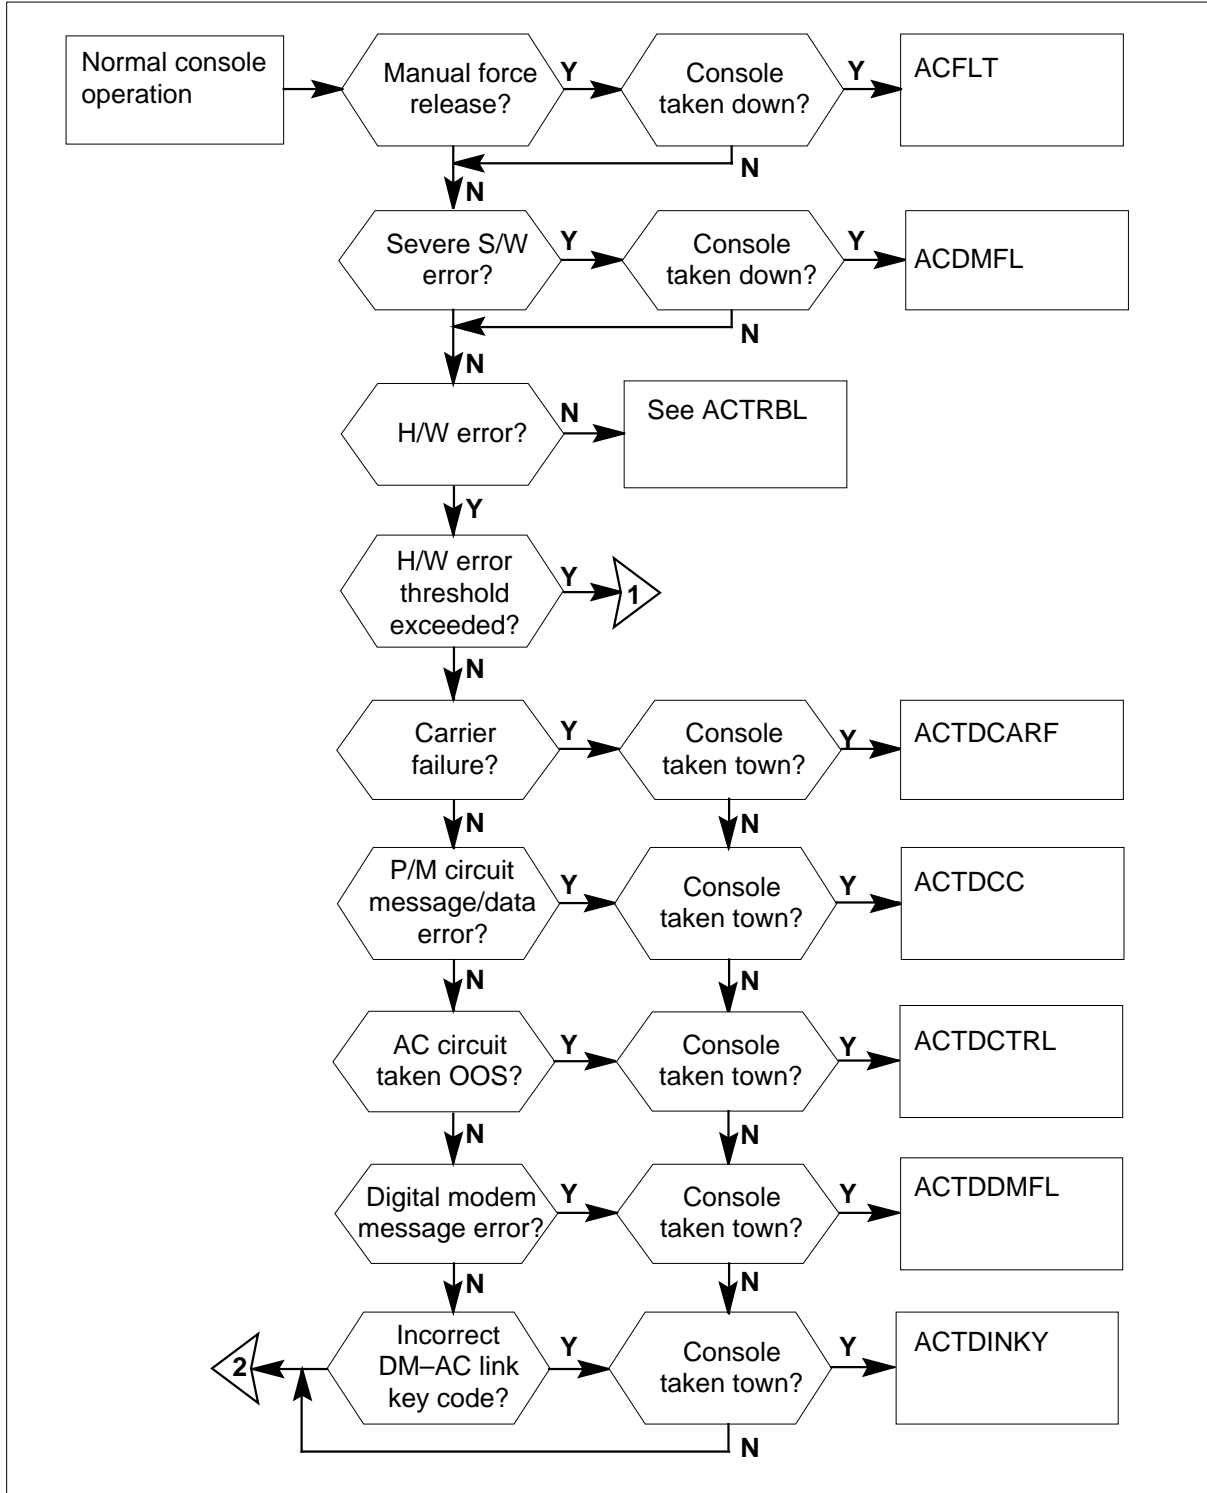 Normal console
operation
Manual force
release?
Y
Console
taken down?
Y
ACFLT
N
N
Severe S/W
error?
Y
Console
taken down?
Y
ACDMFL
N
N
H/W error?
N
See ACTRBL
Y
H/W error
threshold
exceeded?
Y
1
N
Carrier
failure?
Y
Console
taken town?
Y
ACTDCARF
N
N
P/M circuit
message/data
error?
Y
Console
taken town?
Y
ACTDCC
N
N
AC circuit
taken OOS?
Y
Console
taken town?
Y
ACTDCTRL
N
N
Digital modem
message error?
Y
Console
taken town?
Y
ACTDDMFL
N
N
2
Incorrect
DM–AC link
key code?
Y
Console
taken town?
Y
ACTDINKY
N